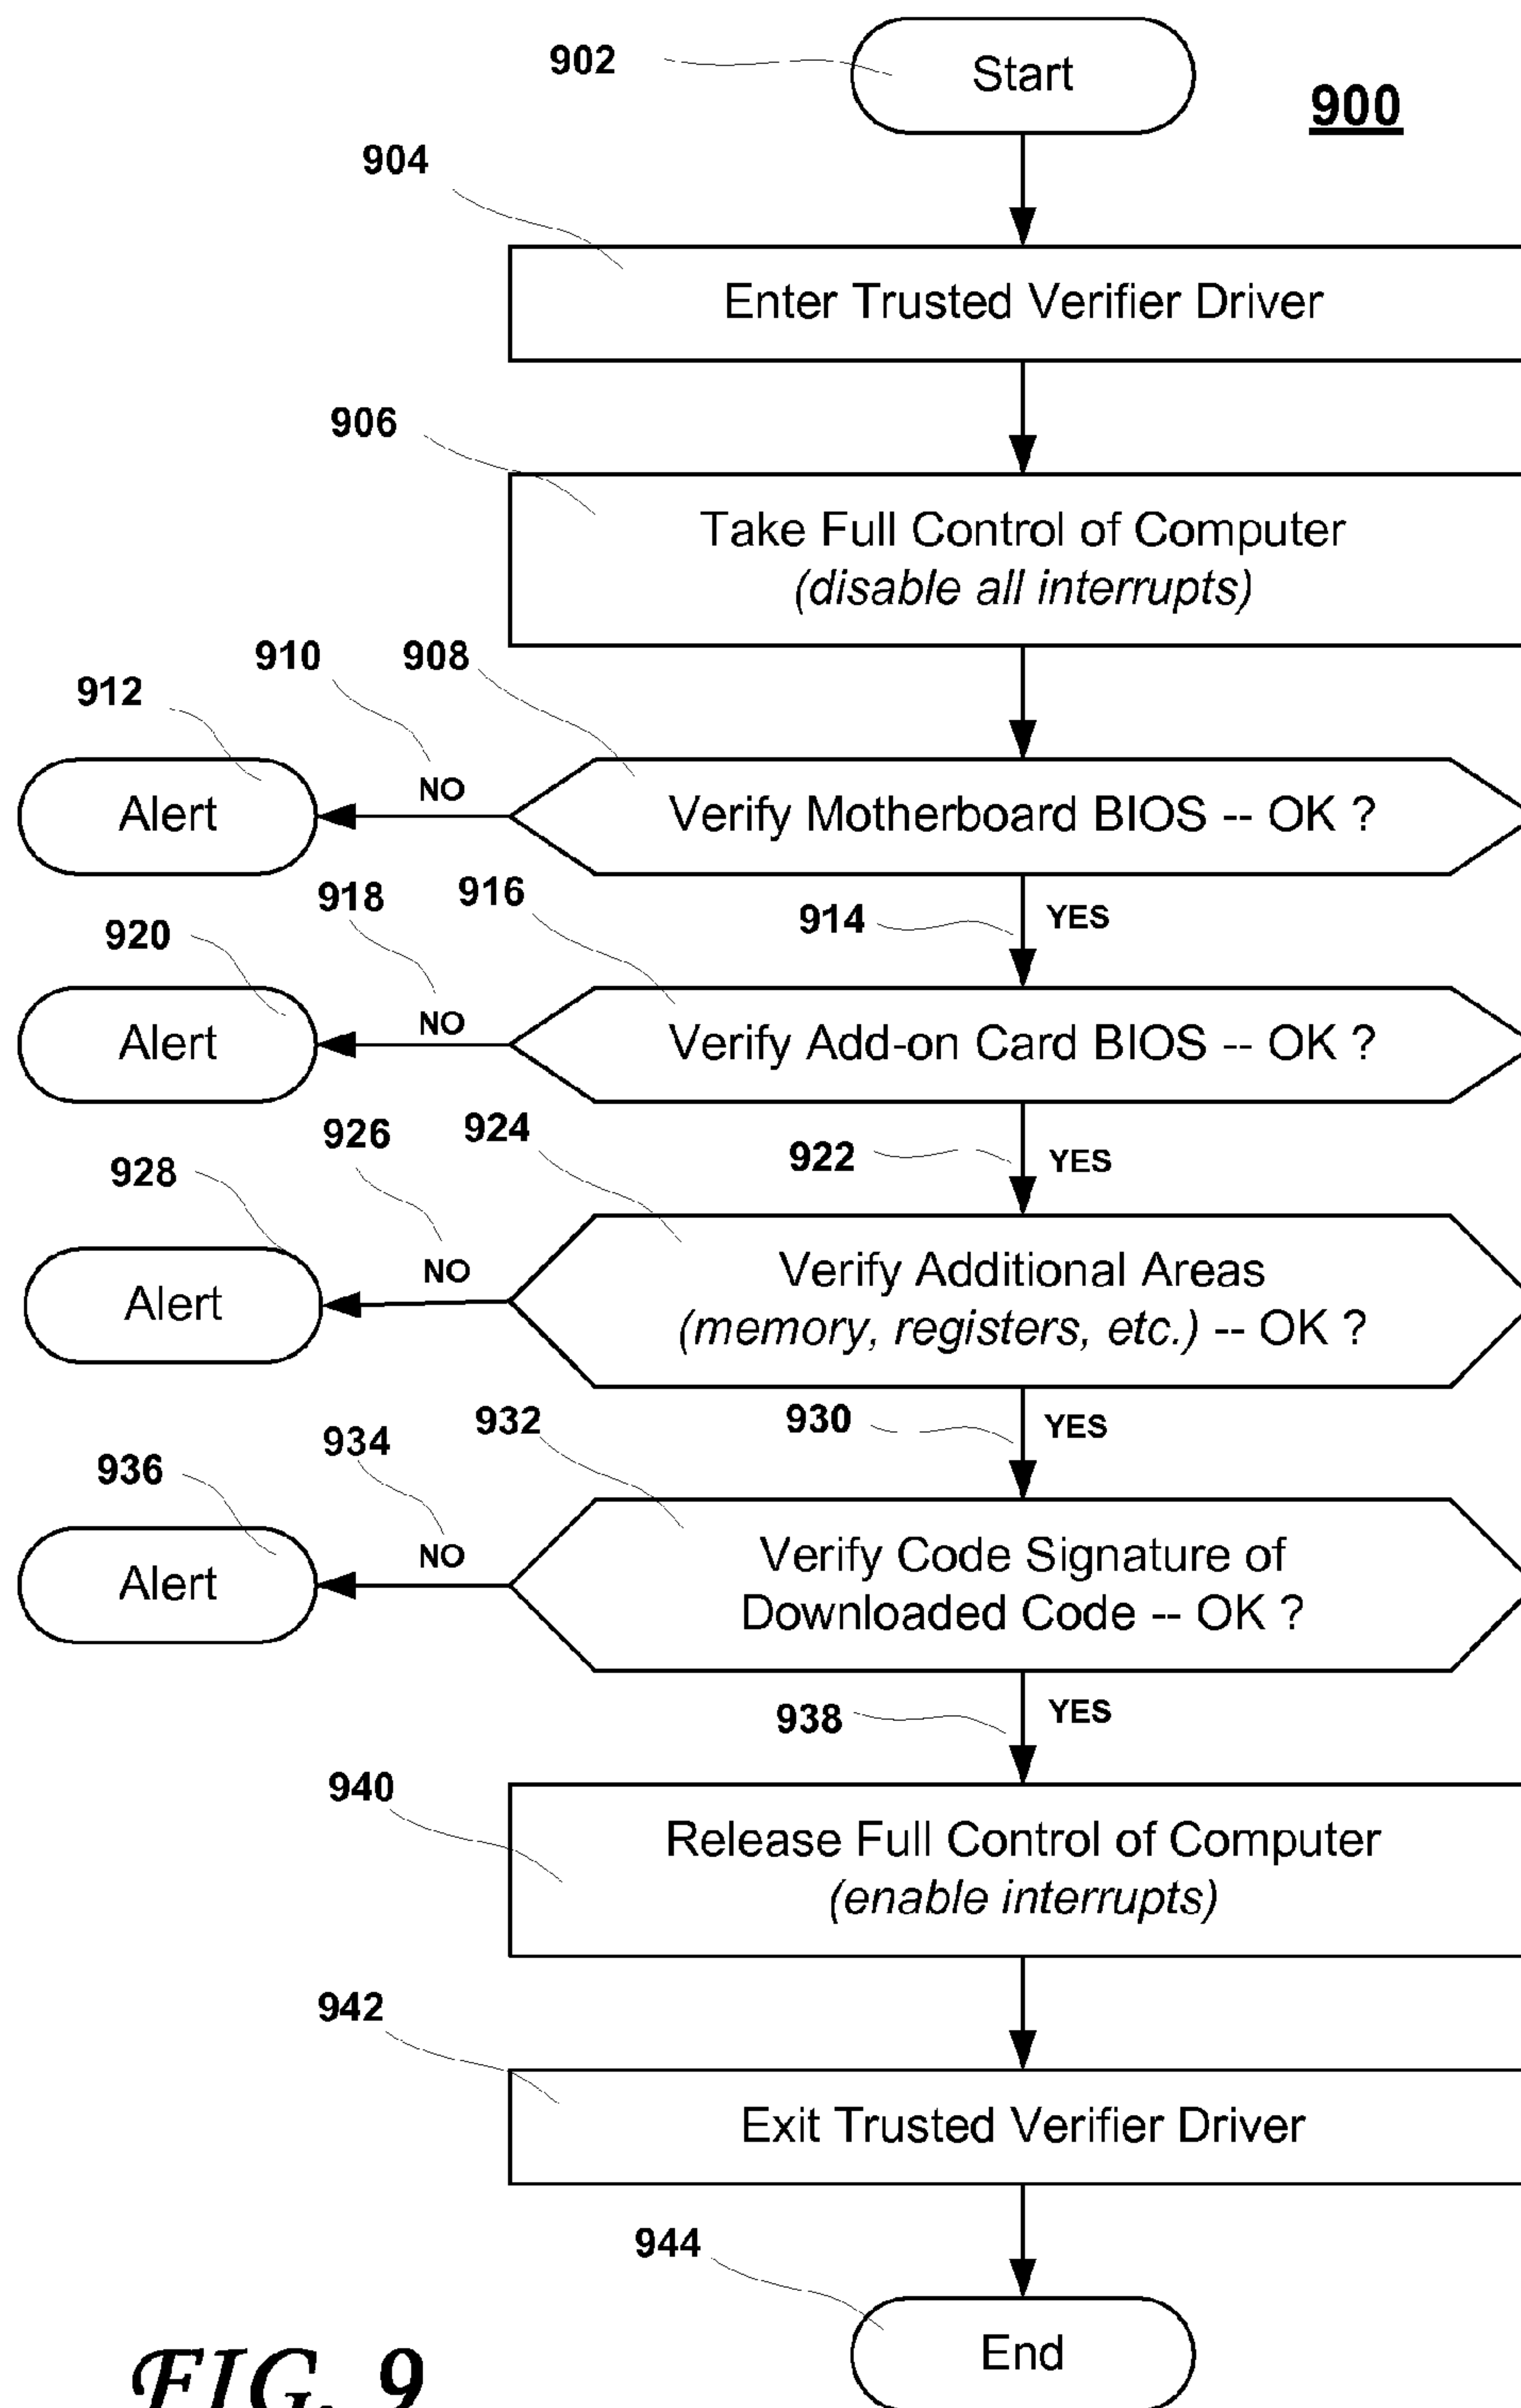 902
Start
900
904
Enter Trusted Verifier Driver
906
Take Full Control of Computer
(disable all interrupts)
910
908
912
NO
Alert
Verify Motherboard BIOS -- OK ?
918
916
914
YES
920
NO
Alert
Verify Add-on Card BIOS -- OK ?
926
924
922
YES
928
NO
Alert
Verify Additional Areas
(memory, registers, etc.) -- OK ?
934
932
930
YES
936
NO
Alert
Verify Code Signature of
Downloaded Code -- OK ?
938
YES
940
Release Full Control of Computer
(enable interrupts)
942
Exit Trusted Verifier Driver
944
End
FIG. 9